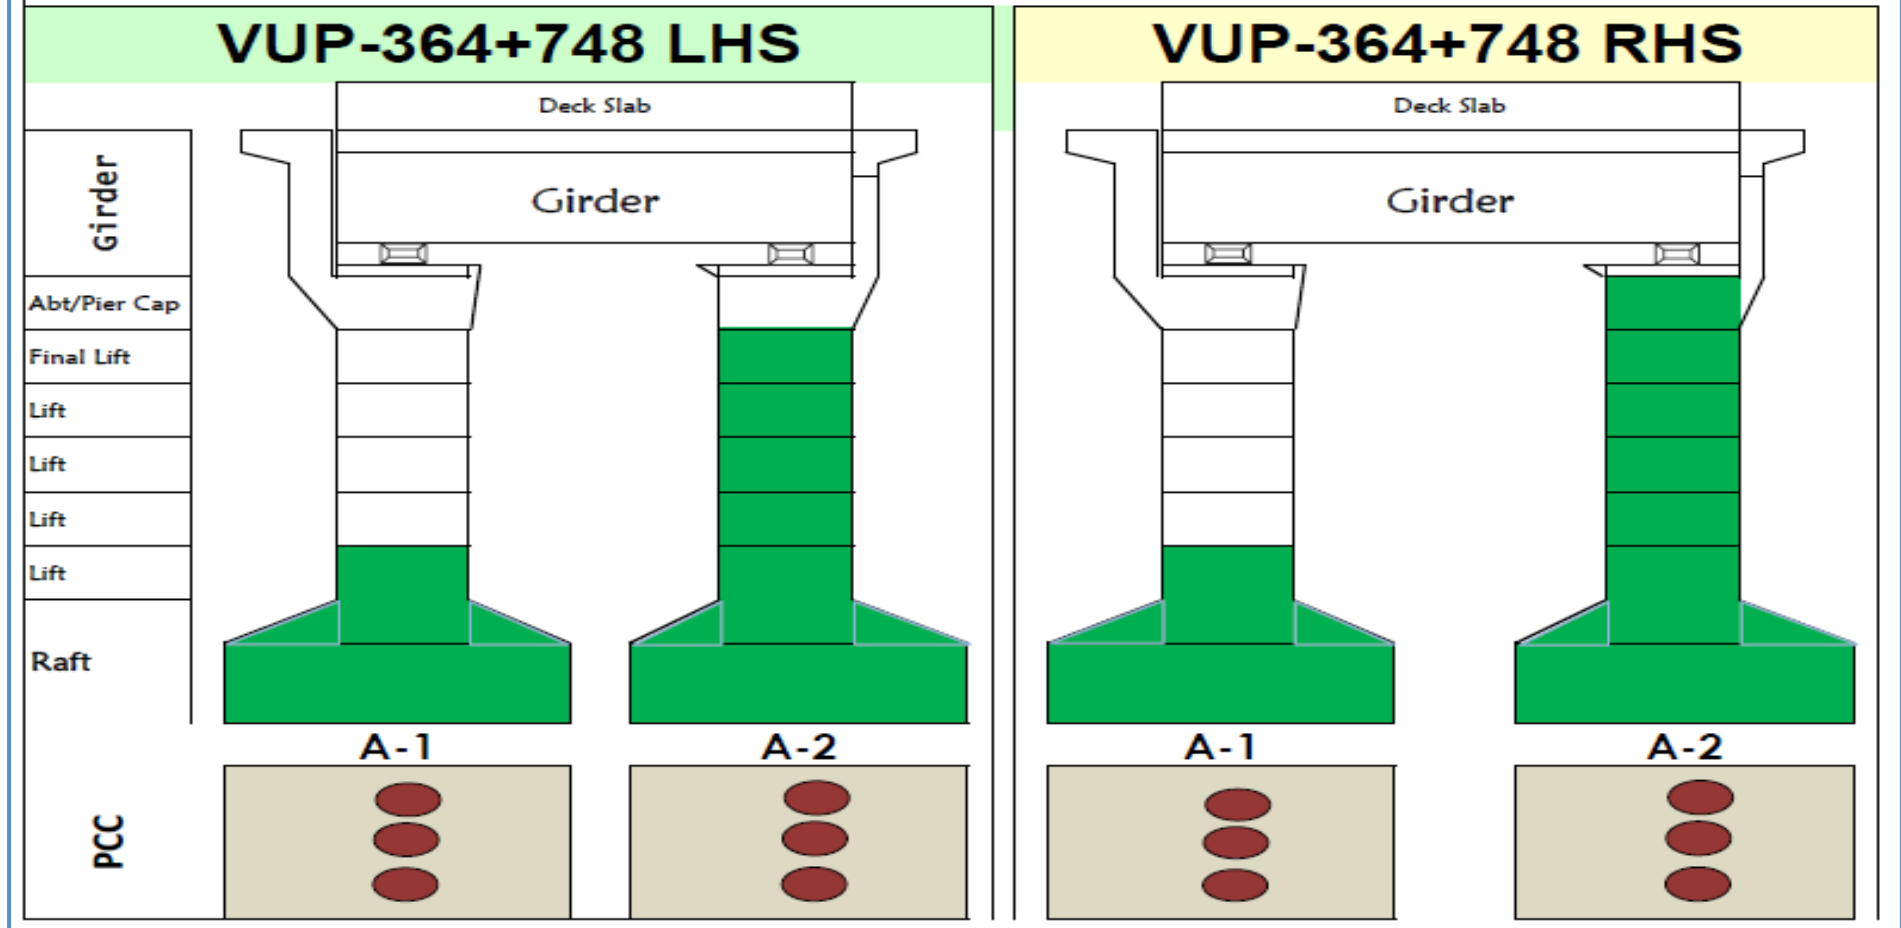 VUP-364+748 LHS
VUP-364+748 RHS
Deck Slab
Deck Slab
Girder
Girder
Girder
Abt/Pier Cap
Final Lift
Lift
Lift
Lift
Lift
Raft
A-1
A-2
A-1
A-2
PCC